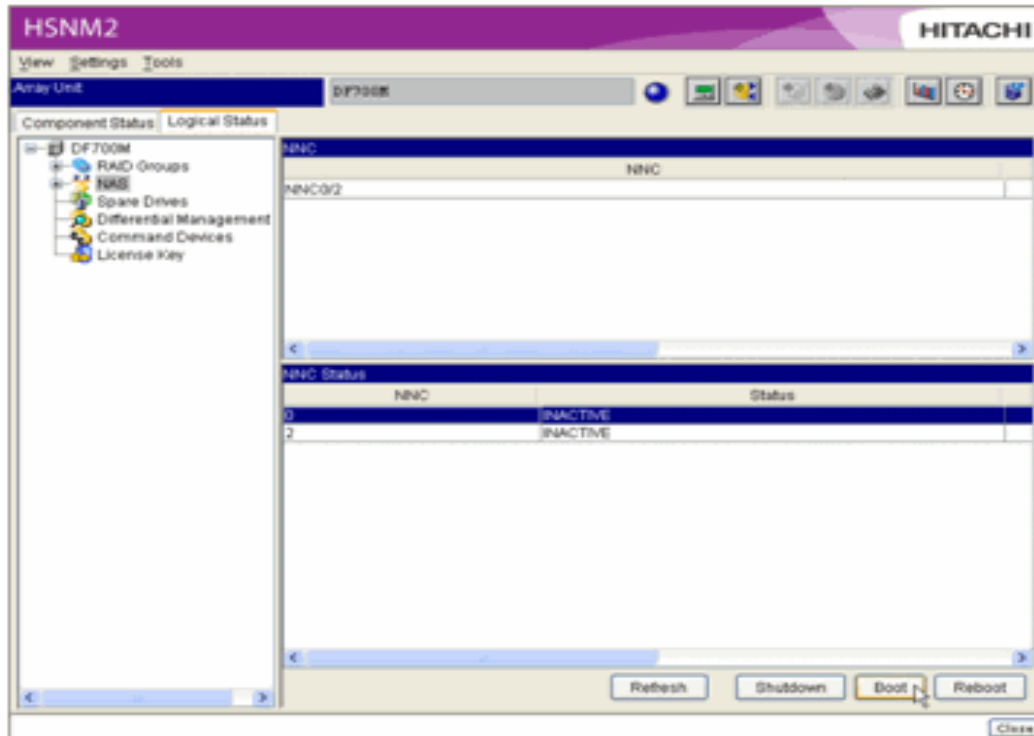 HSNM2
HITACHI
View Settings Tools
Array Unit
DF700M
Component Status Logical Status
DF700M
RAID Groups
NAS
Spare Drives
Differential Management
Command Devices
License Key
NNC
NNC
NNC0/2
NNC Status
NNC Status
0 INACTIVE
2 INACTIVE
Refresh Shutdown Boot Reboot
Close